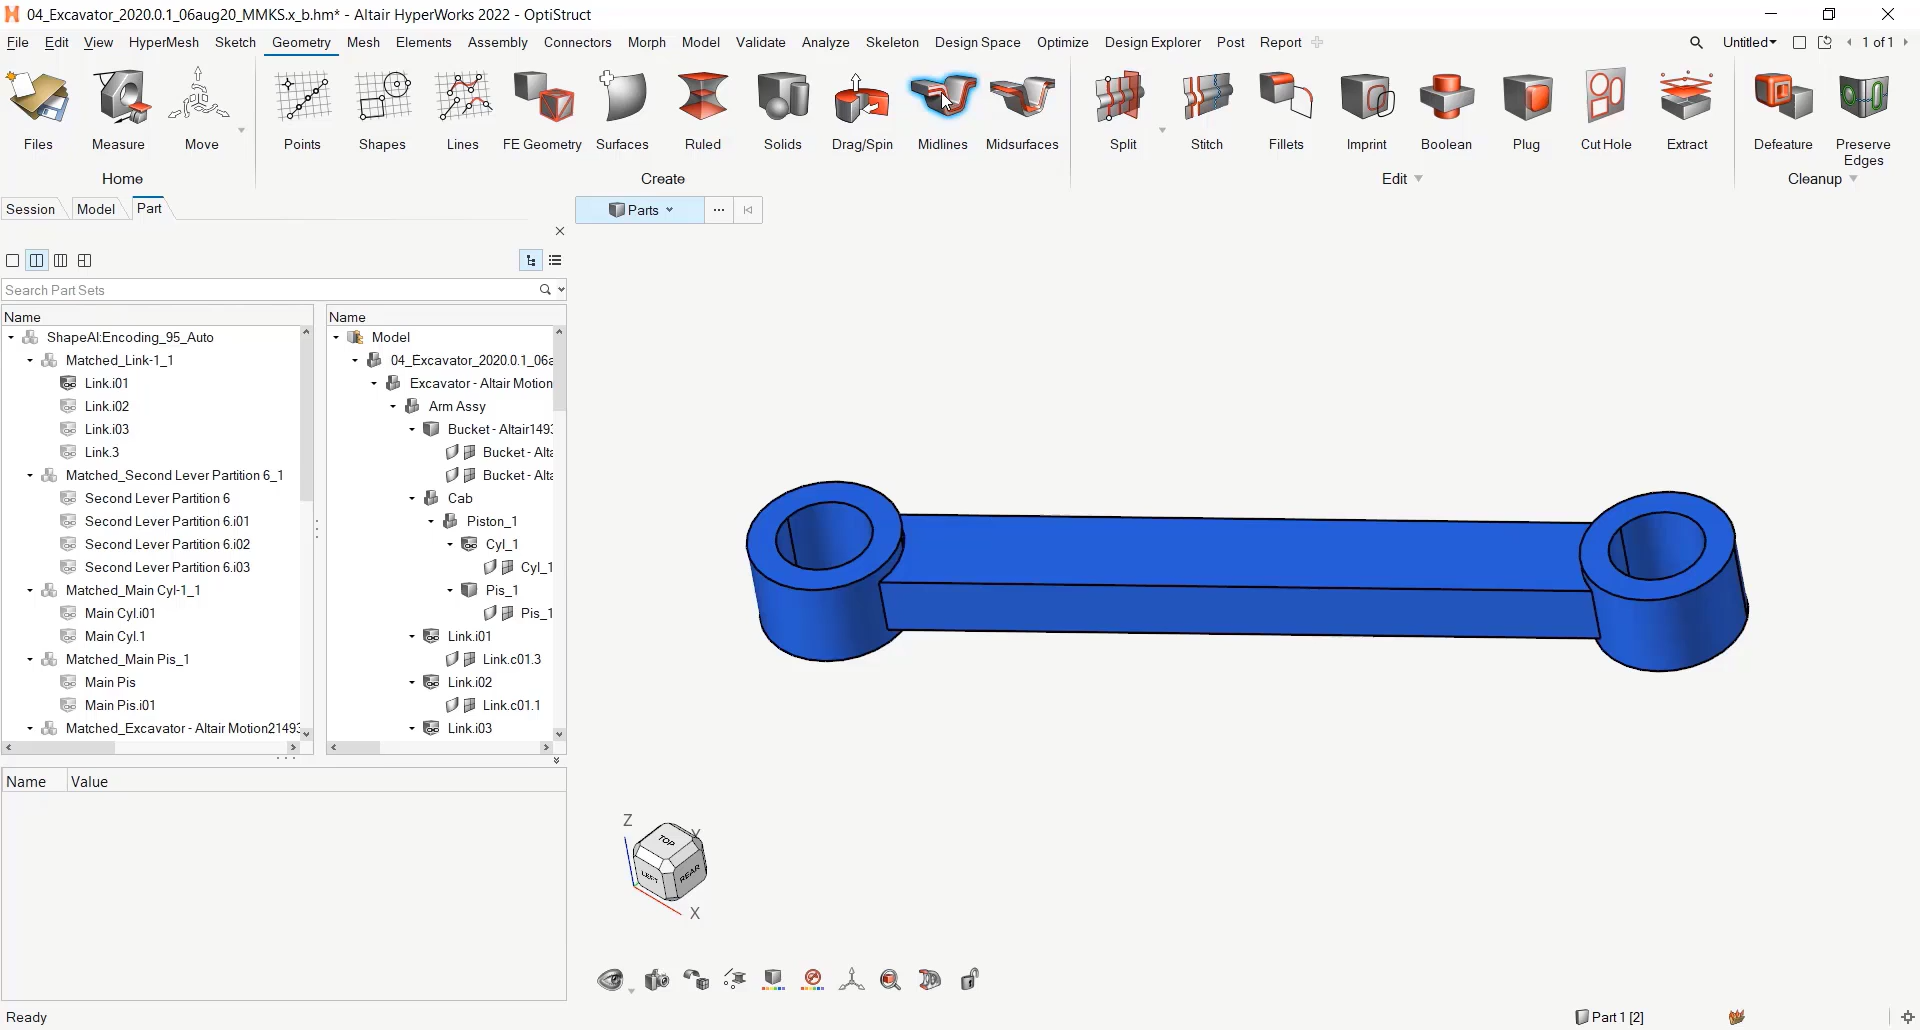 04_Excavator_2020.0.1_06aug20_MMKS.x_b.hm* - Altair HyperWorks 2022 - OptiStruct
File Edit View HyperMesh Sketch Geometry Mesh Elements Assembly Connectors Morph Model Validate Analyze Skeleton Design Space Optimize Design Explorer Post Report Untitled 1 of 1
Files Measure Move Points Shapes Lines FE Geometry Surfaces Ruled Solids Drag/Spin Midlines Midsurfaces Split Stitch Fillets Imprint Boolean Plug Cut Hole Extract Defeature Preserve Edges
Home Create Edit Cleanup
Session Model Part
Parts
Search Part Sets
Name
ShapeAI:Encoding_95_Auto
Matched_Link-1_1
Link.i01
Link.i02
Link.i03
Link.3
Matched_Second Lever Partition 6_1
Second Lever Partition 6
Second Lever Partition 6.i01
Second Lever Partition 6.i02
Second Lever Partition 6.i03
Matched_Main Cyl-1_1
Main Cyl.i01
Main Cyl.1
Matched_Main Pis_1
Main Pis
Main Pis.i01
Matched_Excavator - Altair Motion21493
Name
Model
04_Excavator_2020.0.1_06a
Excavator - Altair Motion
Arm Assy
Bucket - Altair1493
Bucket - Alta
Bucket - Alta
Cab
Piston_1
Cyl_1
Cyl_1
Pis_1
Pis_1
Link.i01
Link.c01.3
Link.i02
Link.c01.1
Link.i03
Name Value
Z
Y
TOP
LEFT
REAR
X
Ready
Part 1 [2]